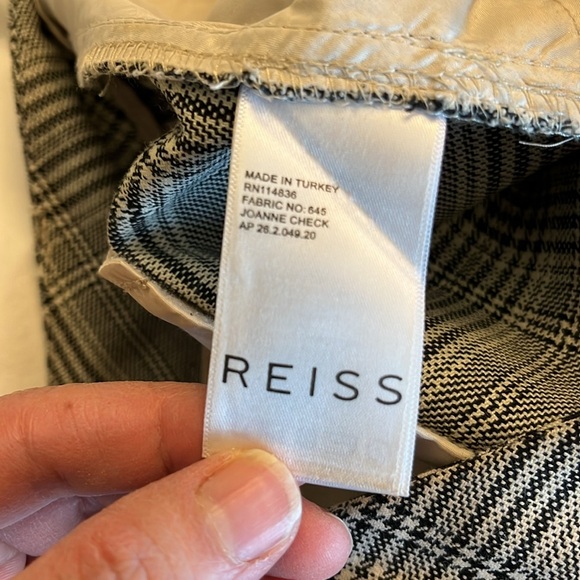 MADE IN TURKEY
RN114836
FABRIC NO: 645
JOANNE CHECK
AP 26.2.049.20
REISS